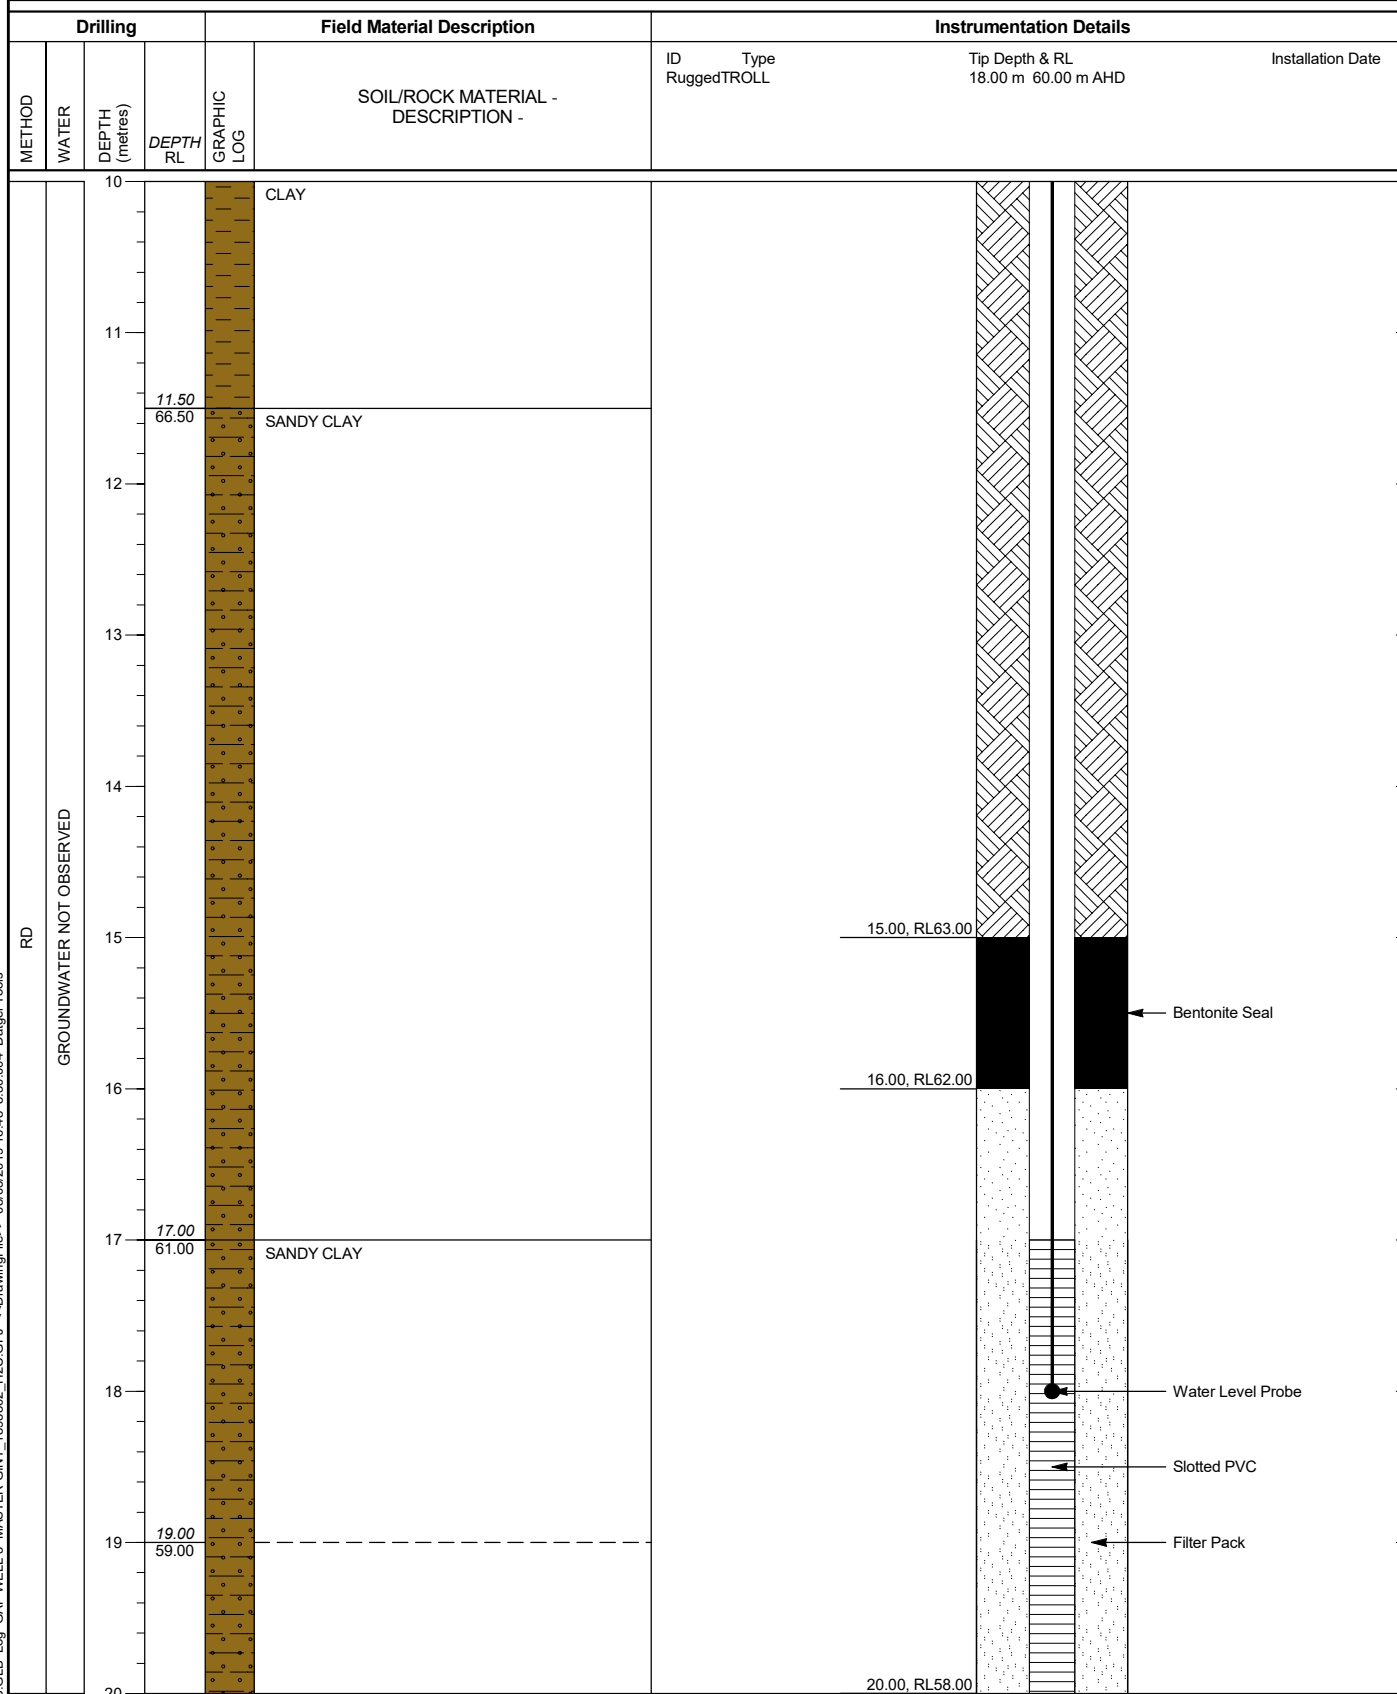 Drilling
Field Material Description
Instrumentation Details
METHOD
WATER
DEPTH
(metres)
DEPTH
RL
GRAPHIC
LOG
SOIL/ROCK MATERIAL -
DESCRIPTION -
ID Type Tip Depth & RL Installation Date
RuggedTROLL 18.00 m 60.00 m AHD
10
CLAY
11
11.50
66.50
SANDY CLAY
12
13
14
RD
GROUNDWATER NOT OBSERVED
15
15.00, RL63.00
Bentonite Seal
16
16.00, RL62.00
17
17.00
61.00
SANDY CLAY
18
Water Level Probe
Slotted PVC
19
19.00
59.00
Filter Pack
20
20.00, RL58.00